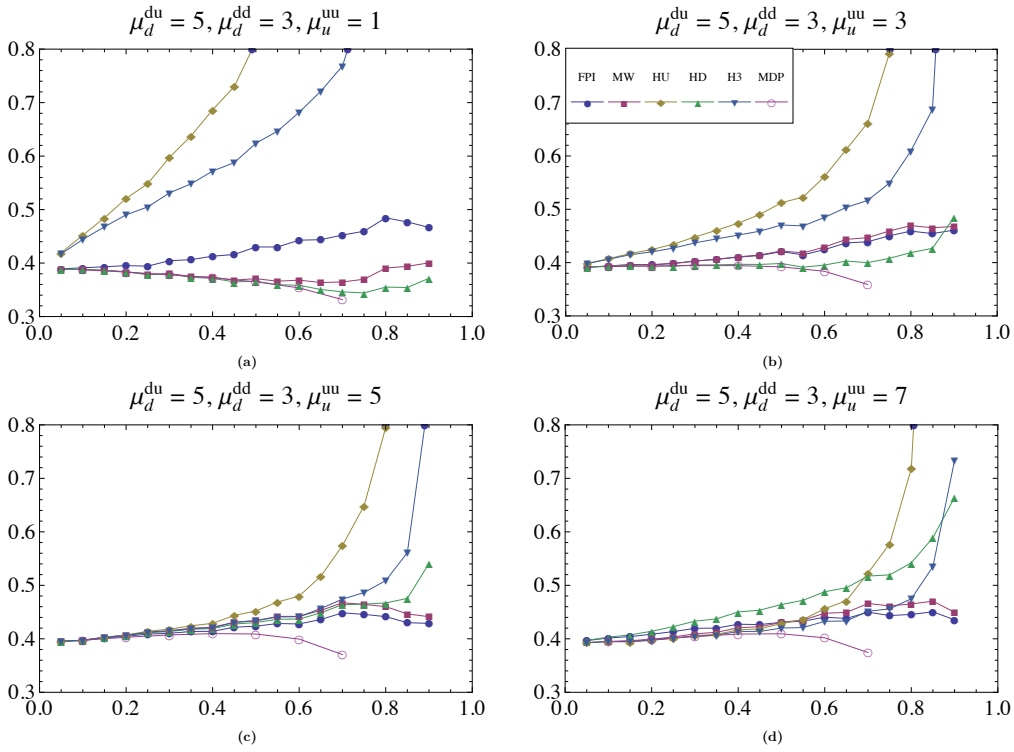 μ_d^du = 5, μ_d^dd = 3, μ_u^uu = 1
0.8
0.7
0.6
0.5
0.4
0.3
0.0 0.2 0.4 0.6 0.8 1.0
(a)
μ_d^du = 5, μ_d^dd = 3, μ_u^uu = 3
FPI MW HU HD H3 MDP
0.8
0.7
0.6
0.5
0.4
0.3
0.0 0.2 0.4 0.6 0.8 1.0
(b)
μ_d^du = 5, μ_d^dd = 3, μ_u^uu = 5
0.8
0.7
0.6
0.5
0.4
0.3
0.0 0.2 0.4 0.6 0.8 1.0
(c)
μ_d^du = 5, μ_d^dd = 3, μ_u^uu = 7
0.8
0.7
0.6
0.5
0.4
0.3
0.0 0.2 0.4 0.6 0.8 1.0
(d)